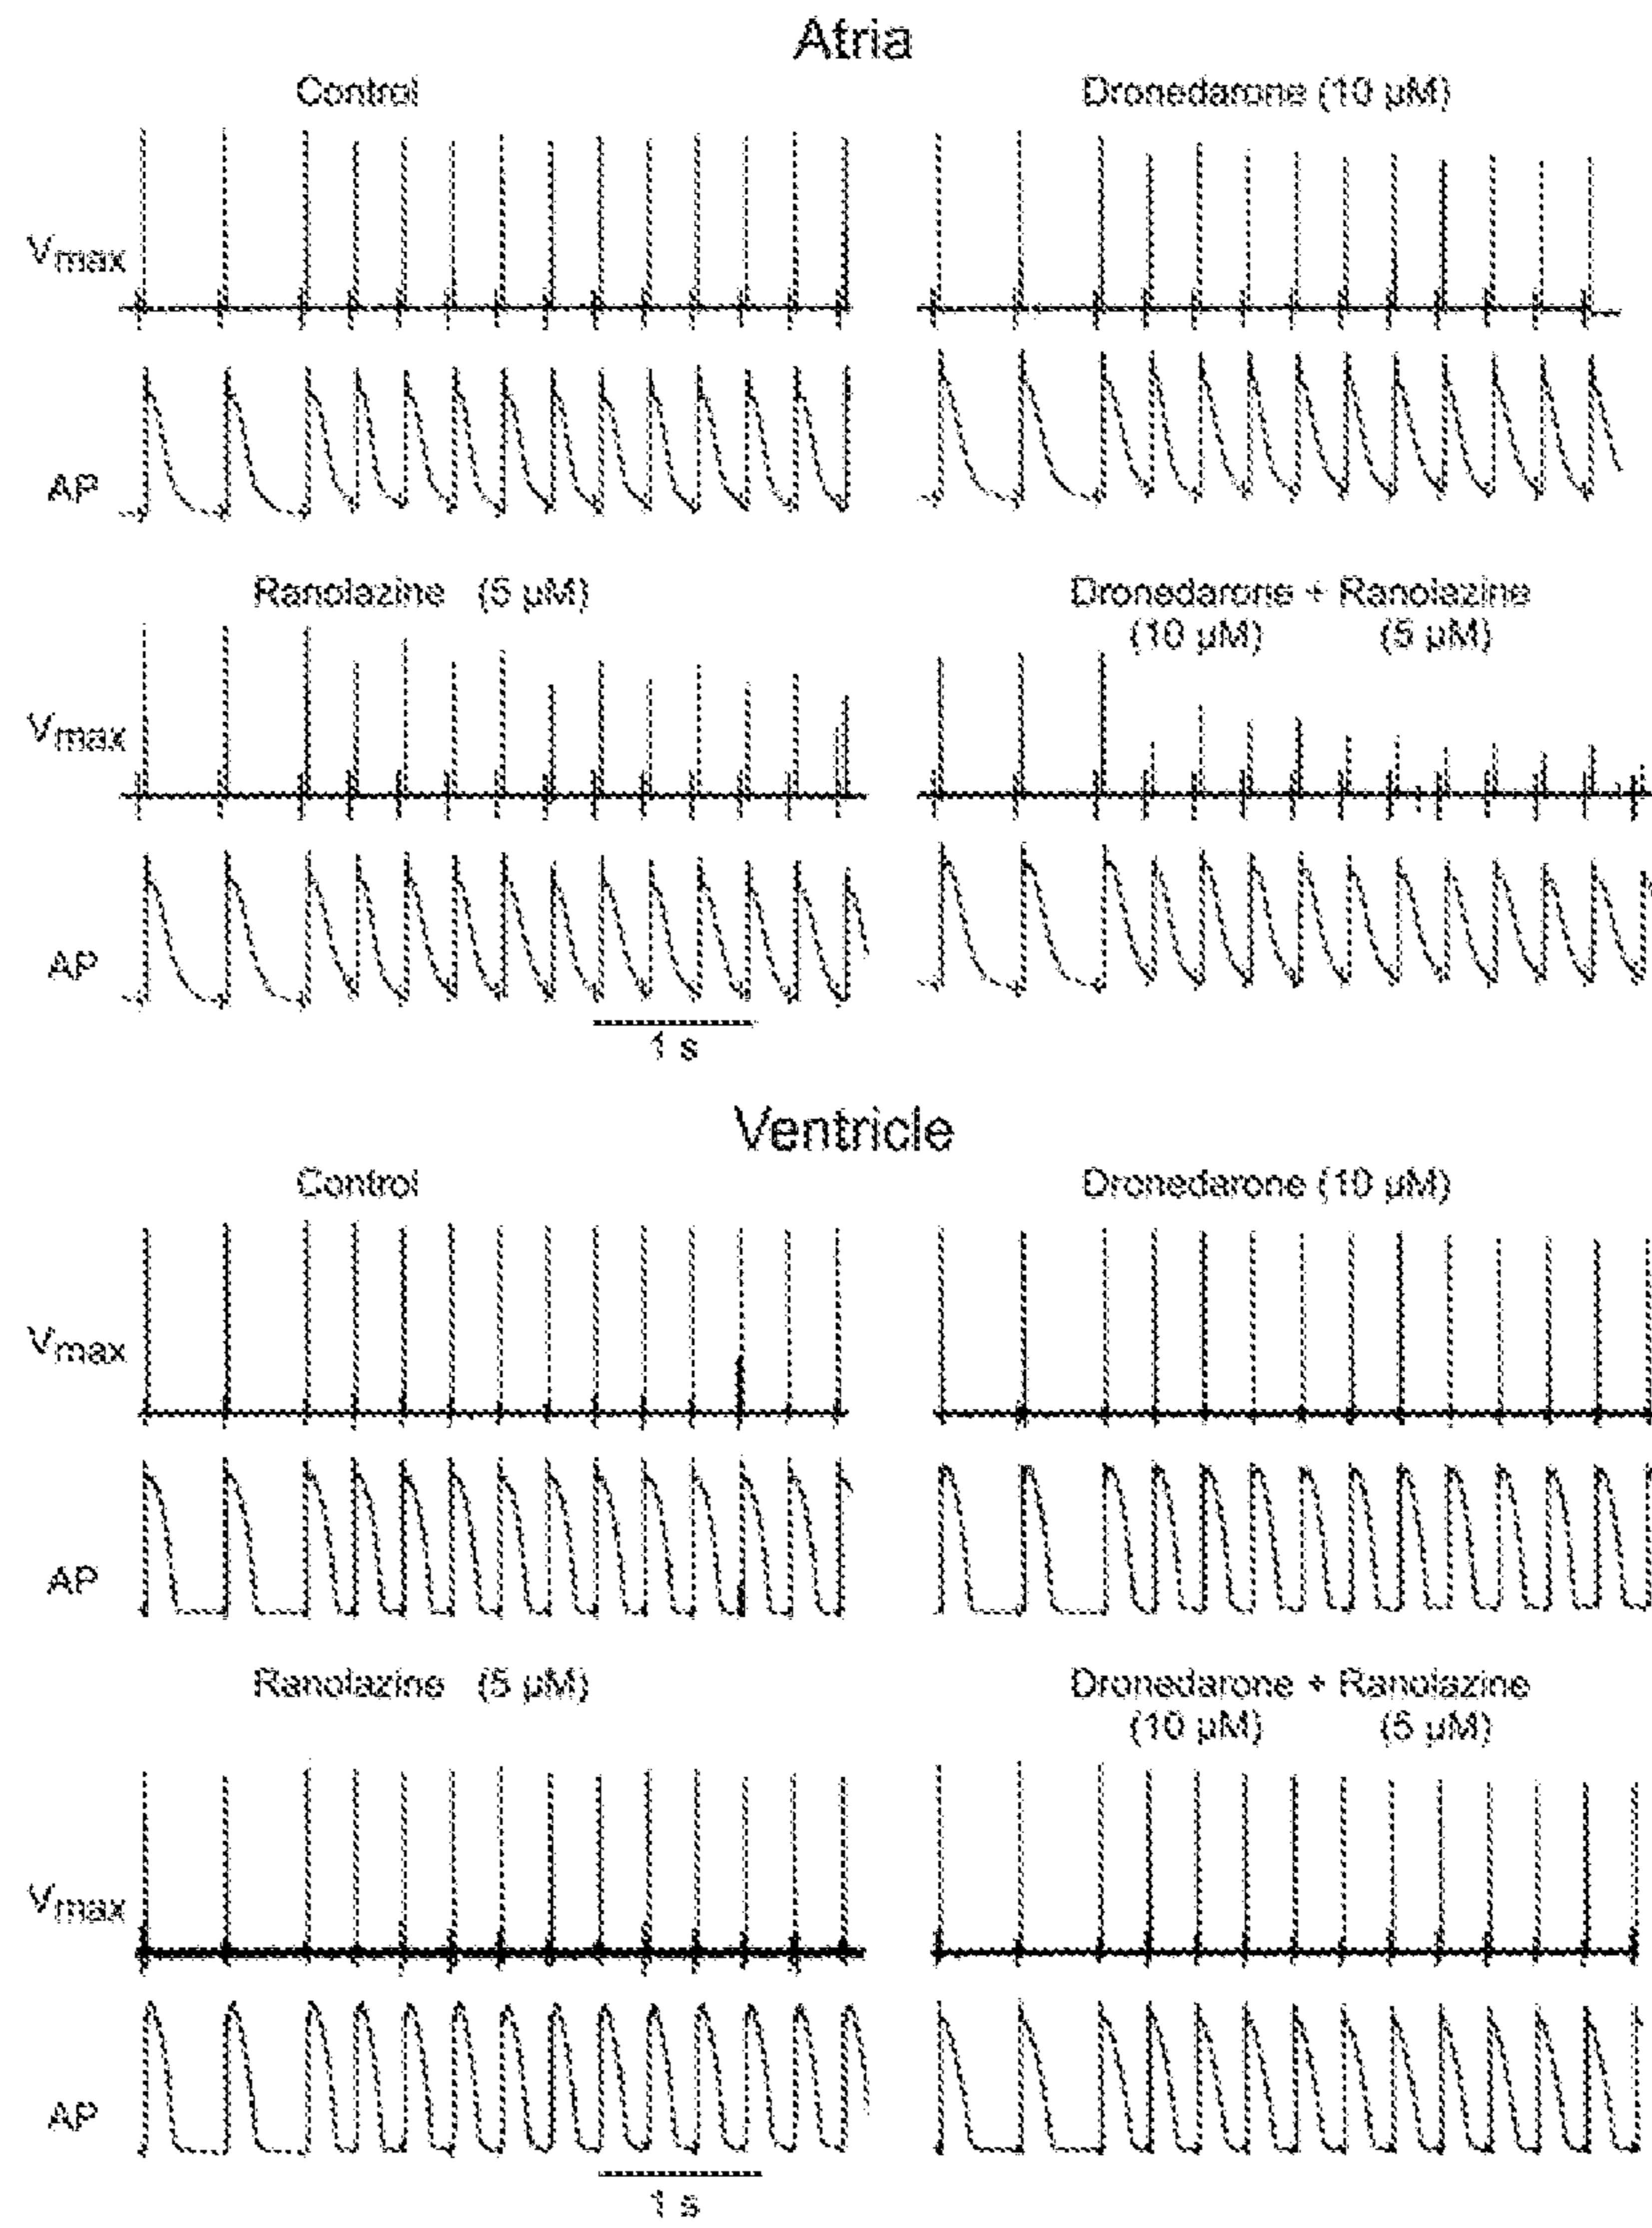 Atria
Control
Dronedarone (10 µM)
Vmax
AP
Ranolazine (5 µM)
Dronedarone + Ranolazine
(10 µM) (5 µM)
Vmax
AP
1 s
Ventricle
Control
Dronedarone (10 µM)
Vmax
AP
Ranolazine (5 µM)
Dronedarone + Ranolazine
(10 µM) (5 µM)
Vmax
AP
1 s